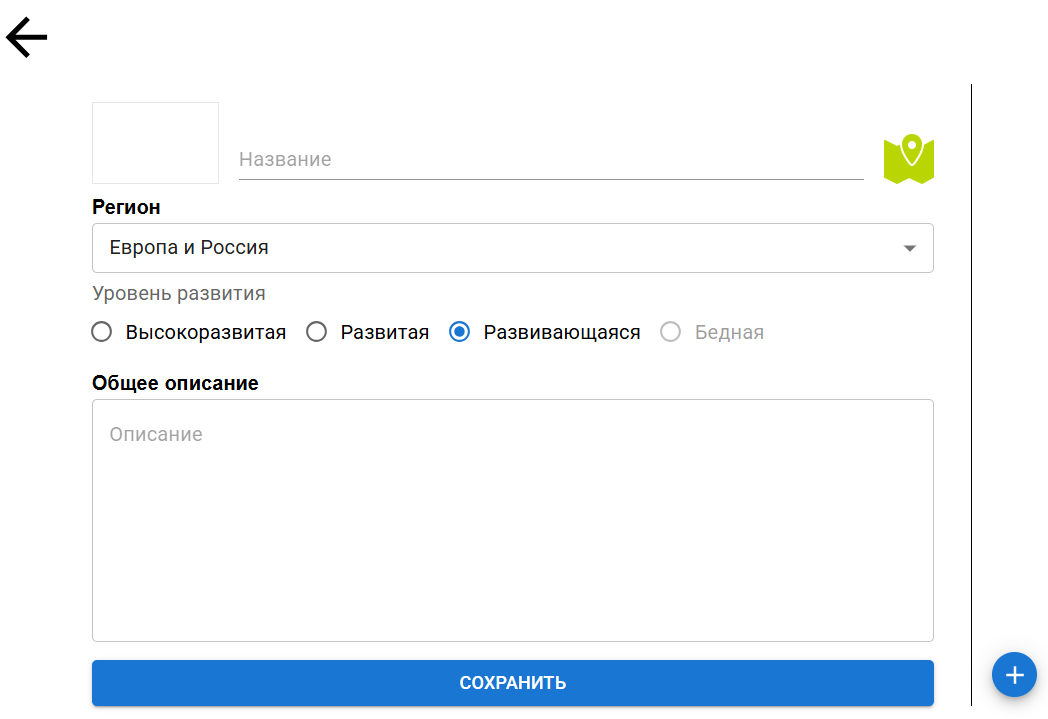 Название
Регион
Европа и Россия
Уровень развития
Высокоразвитая Развитая Развивающаяся Бедная
Общее описание
Описание
СОХРАНИТЬ